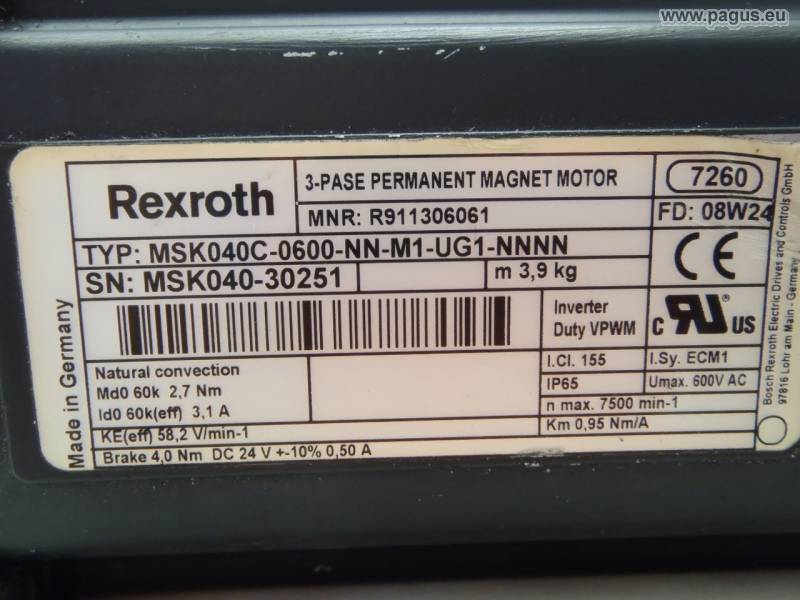 www.pagus.eu
Rexroth
3-PASE PERMANENT MAGNET MOTOR
7260
MNR: R911306061
FD: 08W24
TYP: MSK040C-0600-NN-M1-UG1-NNNN
SN: MSK040-30251
m 3,9 kg
CE
Inverter
Duty VPWM
C RU US
Natural convection
Md0 60k 2,7 Nm
Id0 60k(eff) 3,1 A
I.Cl. 155
I.Sy. ECM1
IP65
Umax. 600V AC
n max. 7500 min-1
KE(eff) 58,2 V/min-1
Km 0,95 Nm/A
Brake 4,0 Nm DC 24 V +-10% 0,50 A
Made in Germany
Bosch Rexroth Electric Drives and Controls GmbH
97816 Lohr am Main - Germany